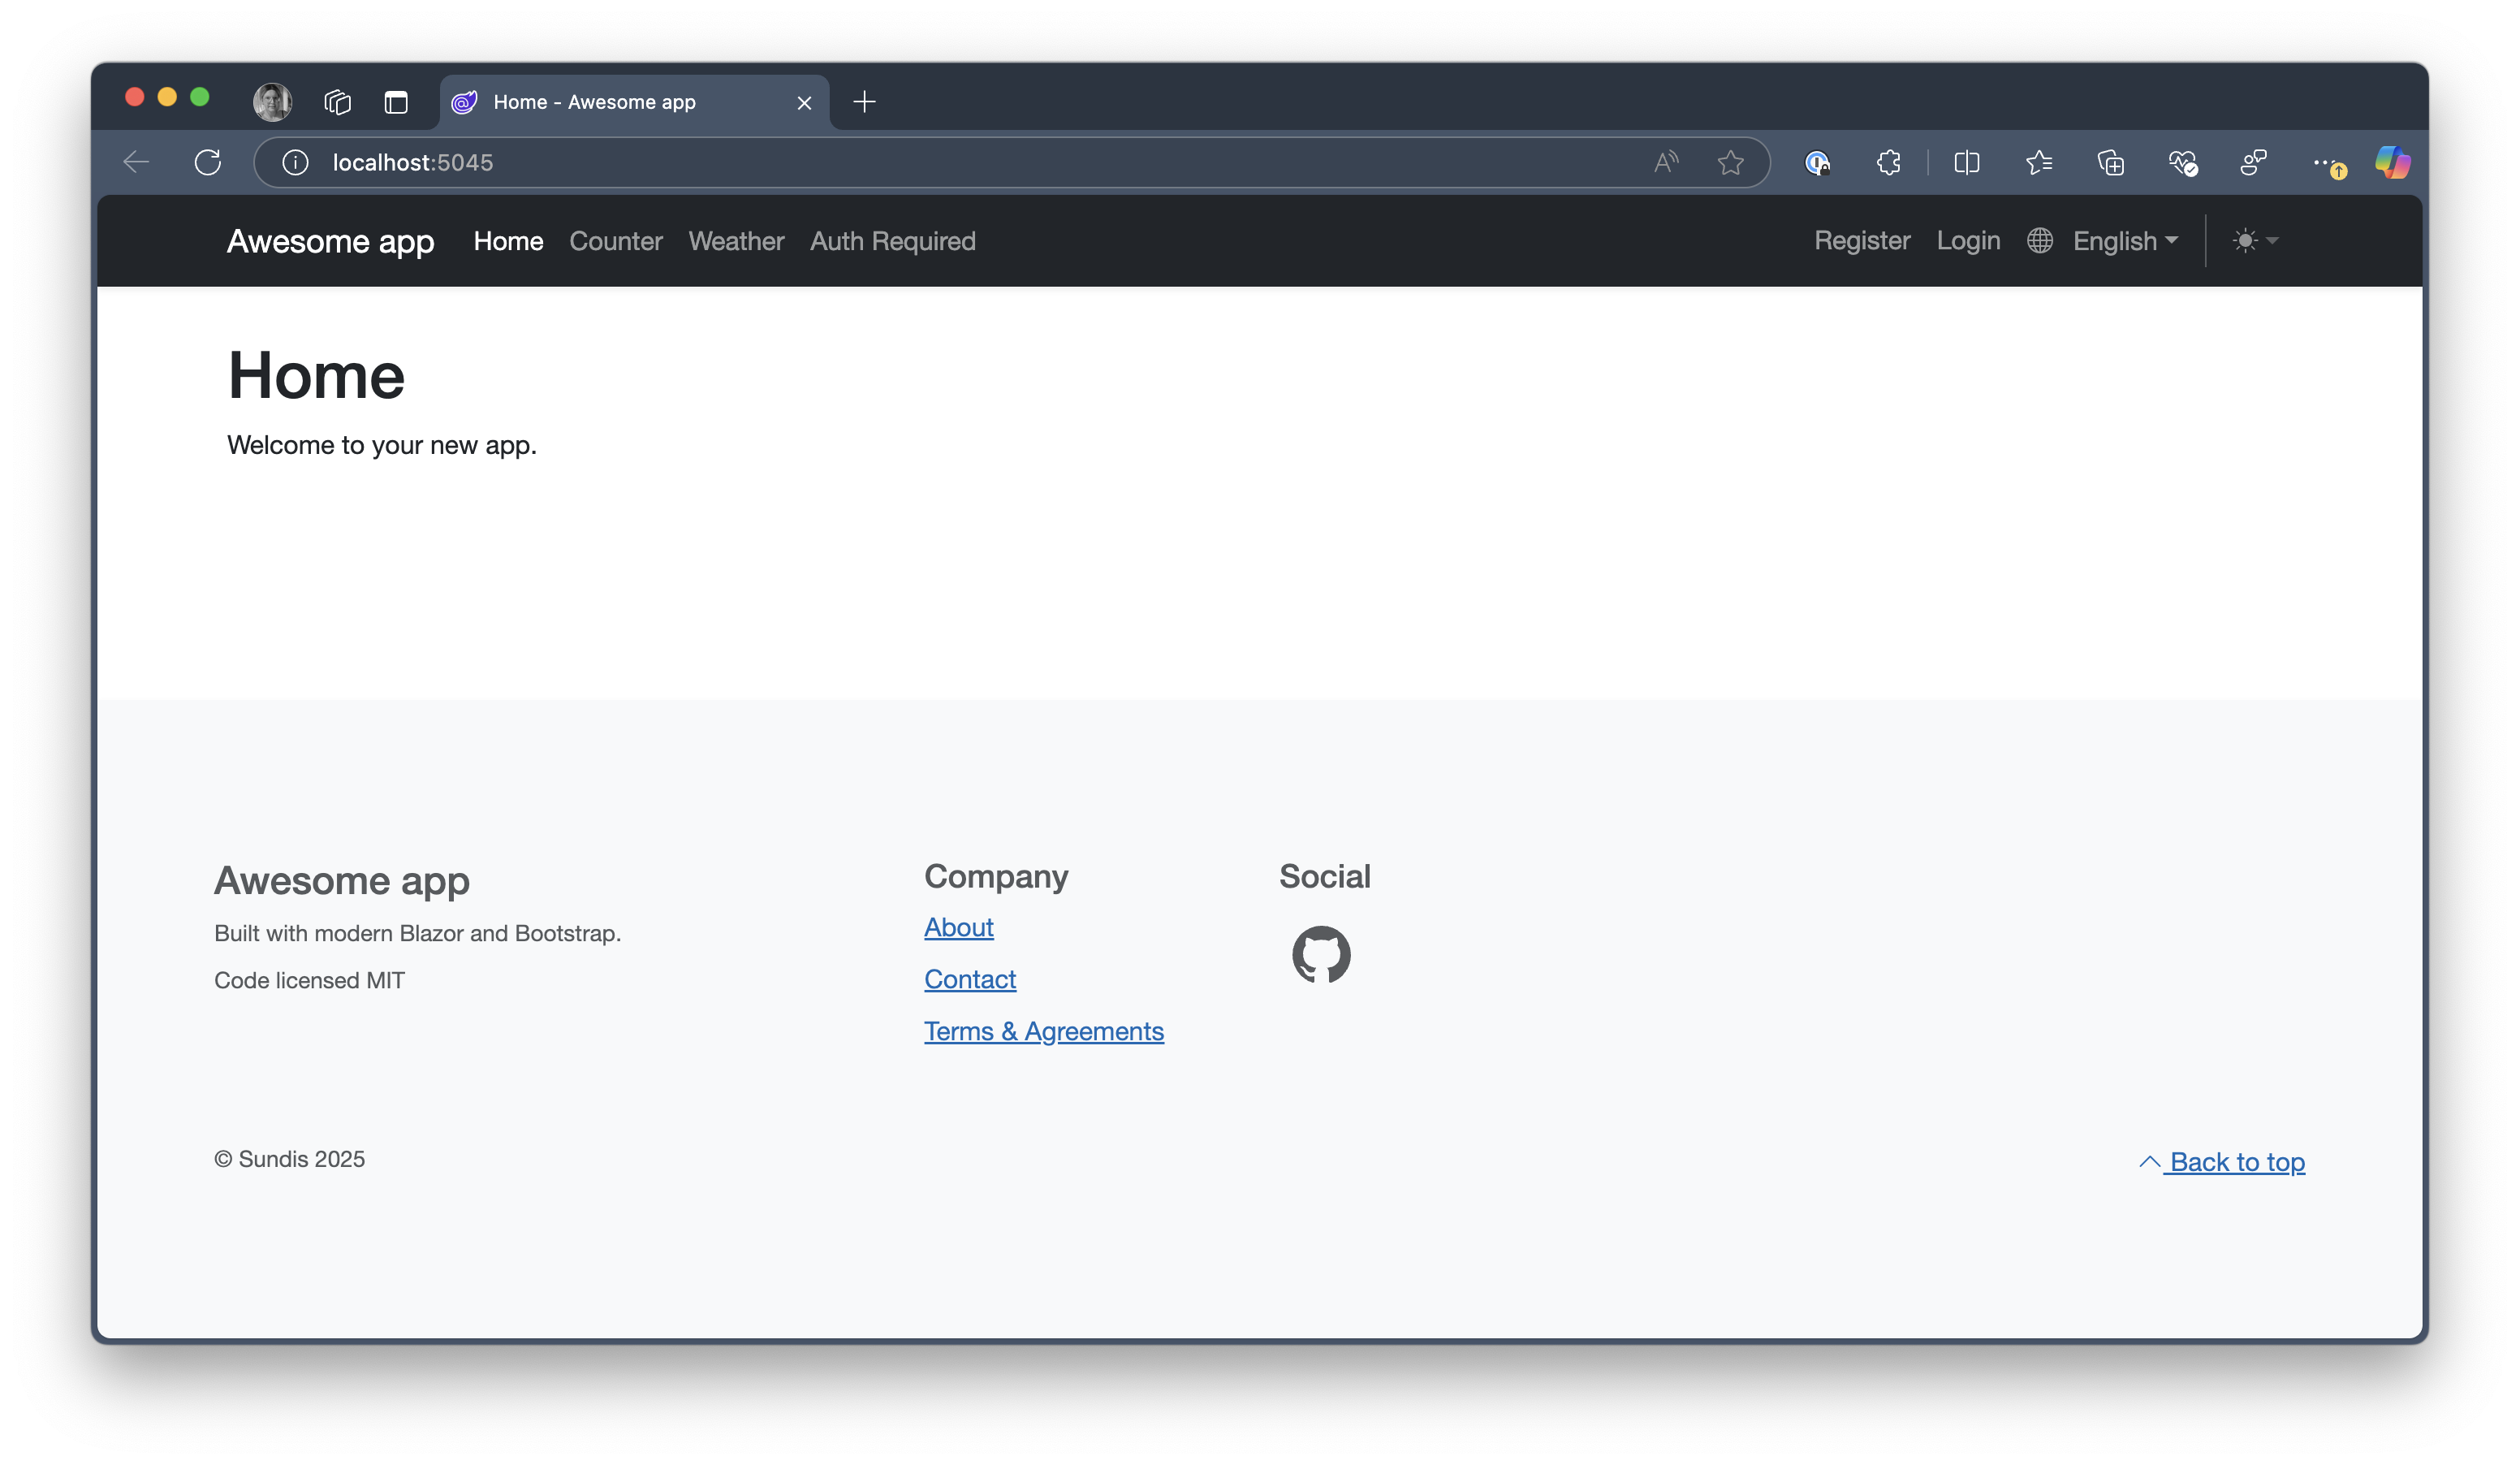 Home - Awesome app
localhost:5045
Awesome app Home Counter Weather Auth Required Register Login English
Home
Welcome to your new app.
Awesome app
Built with modern Blazor and Bootstrap.
Code licensed MIT
Company
About
Contact
Terms & Agreements
Social
© Sundis 2025
Back to top